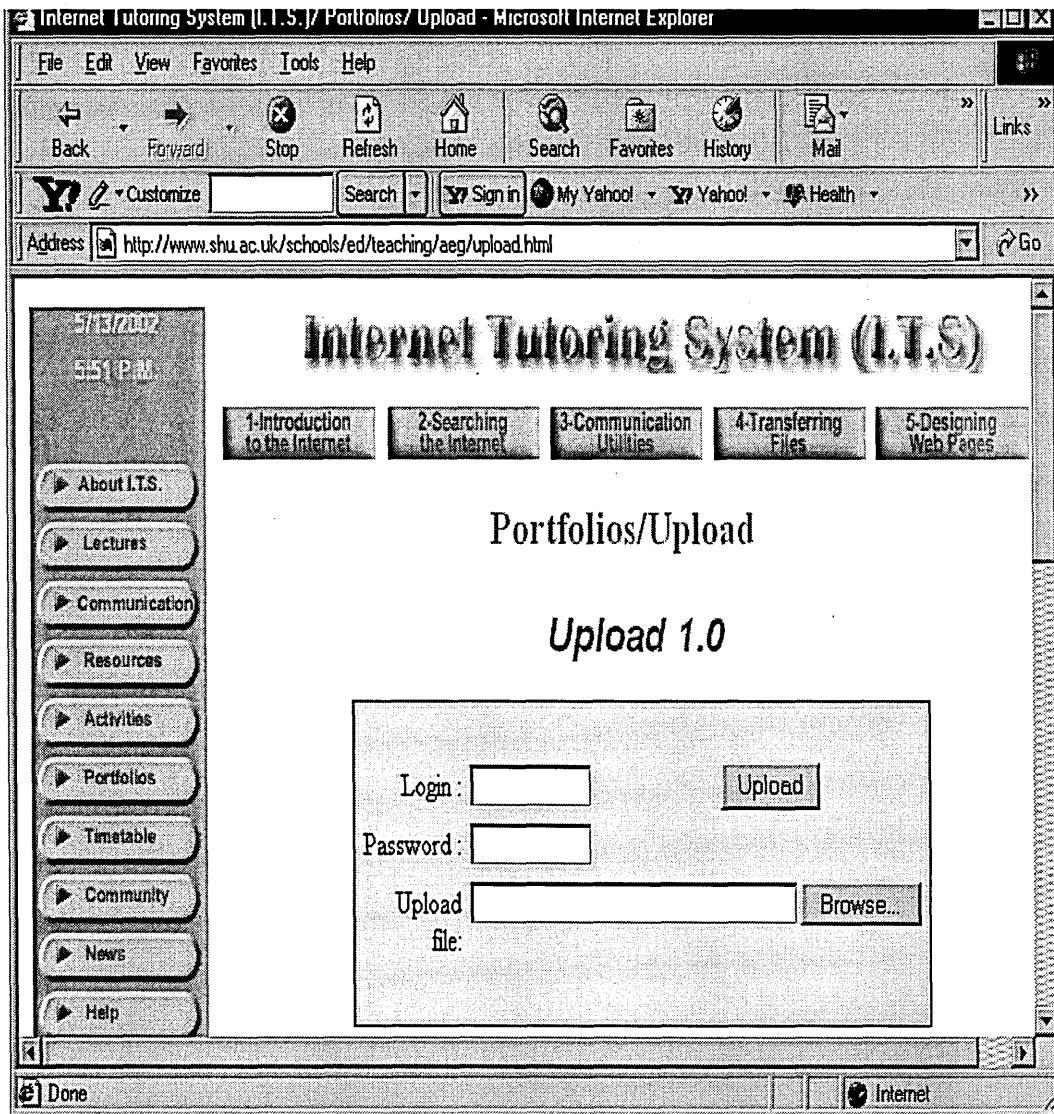 Internet Tutoring System (I.T.S.)/ Portfolios/ Upload - Microsoft Internet Explorer
File Edit View Favorites Tools Help
Back Forward Stop Refresh Home Search Favorites History Mail » Links »
Y! Customize Search Y! Sign in My Yahoo! Y! Yahoo! Health »
Address http://www.shu.ac.uk/schools/ed/teaching/aeg/upload.html Go
5/13/2002
5:51 P.M.
Internet Tutoring System (I.T.S)
1-Introduction to the Internet
2-Searching the Internet
3-Communication Utilities
4-Transferring Files
5-Designing Web Pages
About I.T.S.
Lectures
Communication
Resources
Activities
Portfolios
Timetable
Community
News
Help
Portfolios/Upload
Upload 1.0
Login : Upload
Password :
Upload file: Browse...
Done Internet